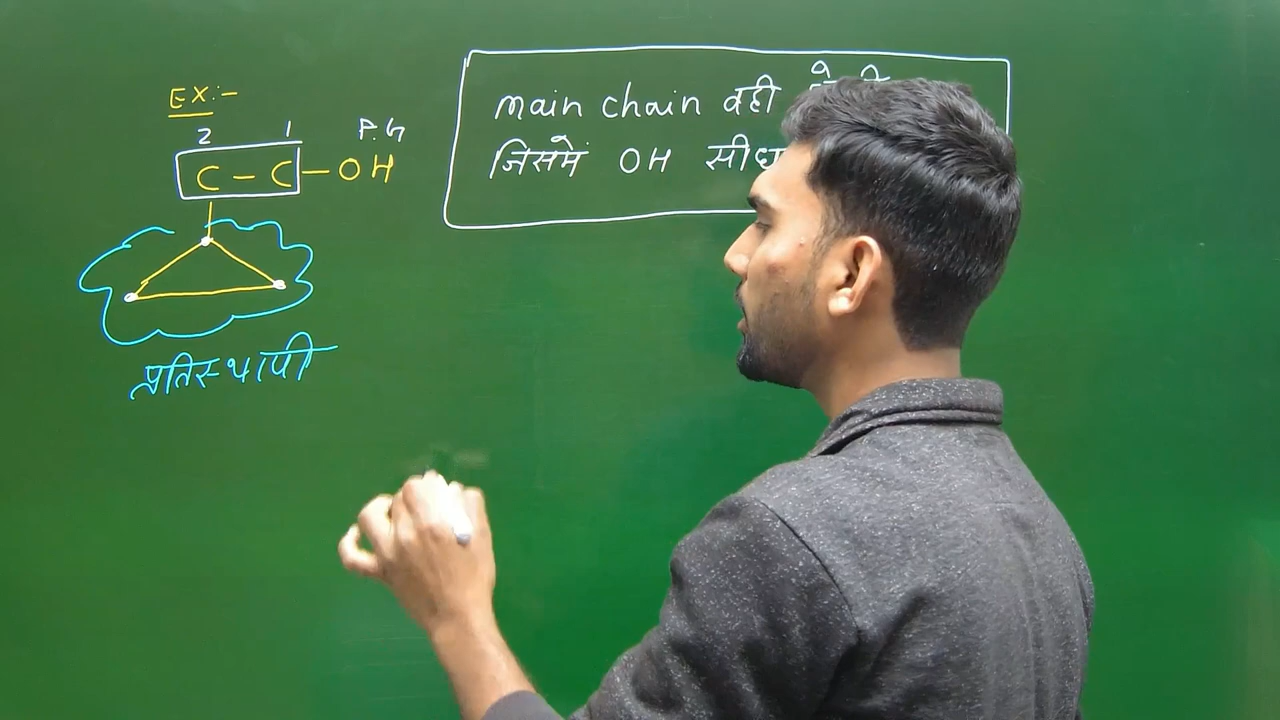 EX:-
2 1 F.G
C - C - OH
प्रतिस्थापी
main chain वही
जिसमें OH